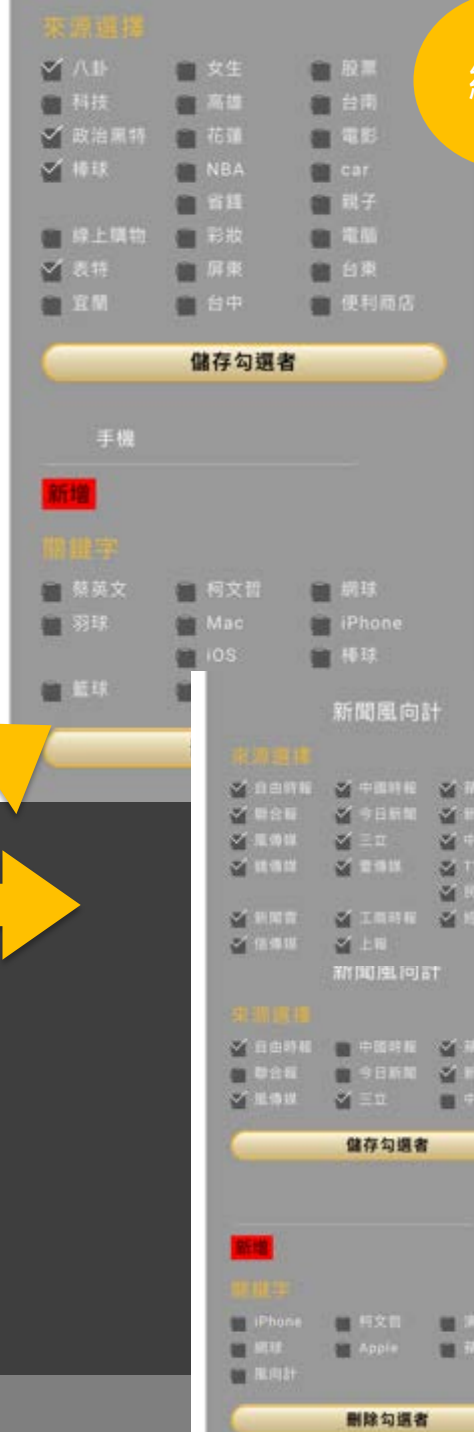 來源選擇
八卦 女生 股票
科技 高雄 台南
政治黑特 花蓮 電影
棒球 NBA car
省錢 親子
線上購物 彩妝 電腦
表特 屏東 台東
宜蘭 台中 便利商店
儲存勾選者
手機
新增
關鍵字
蔡英文 柯文哲 網球
羽球 Mac iPhone
iOS 棒球
籃球
新聞風向計
來源選擇
自由時報 中國時報
聯合報 今日新聞
風傳媒 三立
鏡傳媒 壹傳媒
新聞雲 工商時報
信傳媒 上報
新聞風向計
來源選擇
自由時報 中國時報
聯合報 今日新聞
風傳媒 三立
儲存勾選者
新增
關鍵字
iPhone 柯文哲
網球 Apple
風向計
刪除勾選者